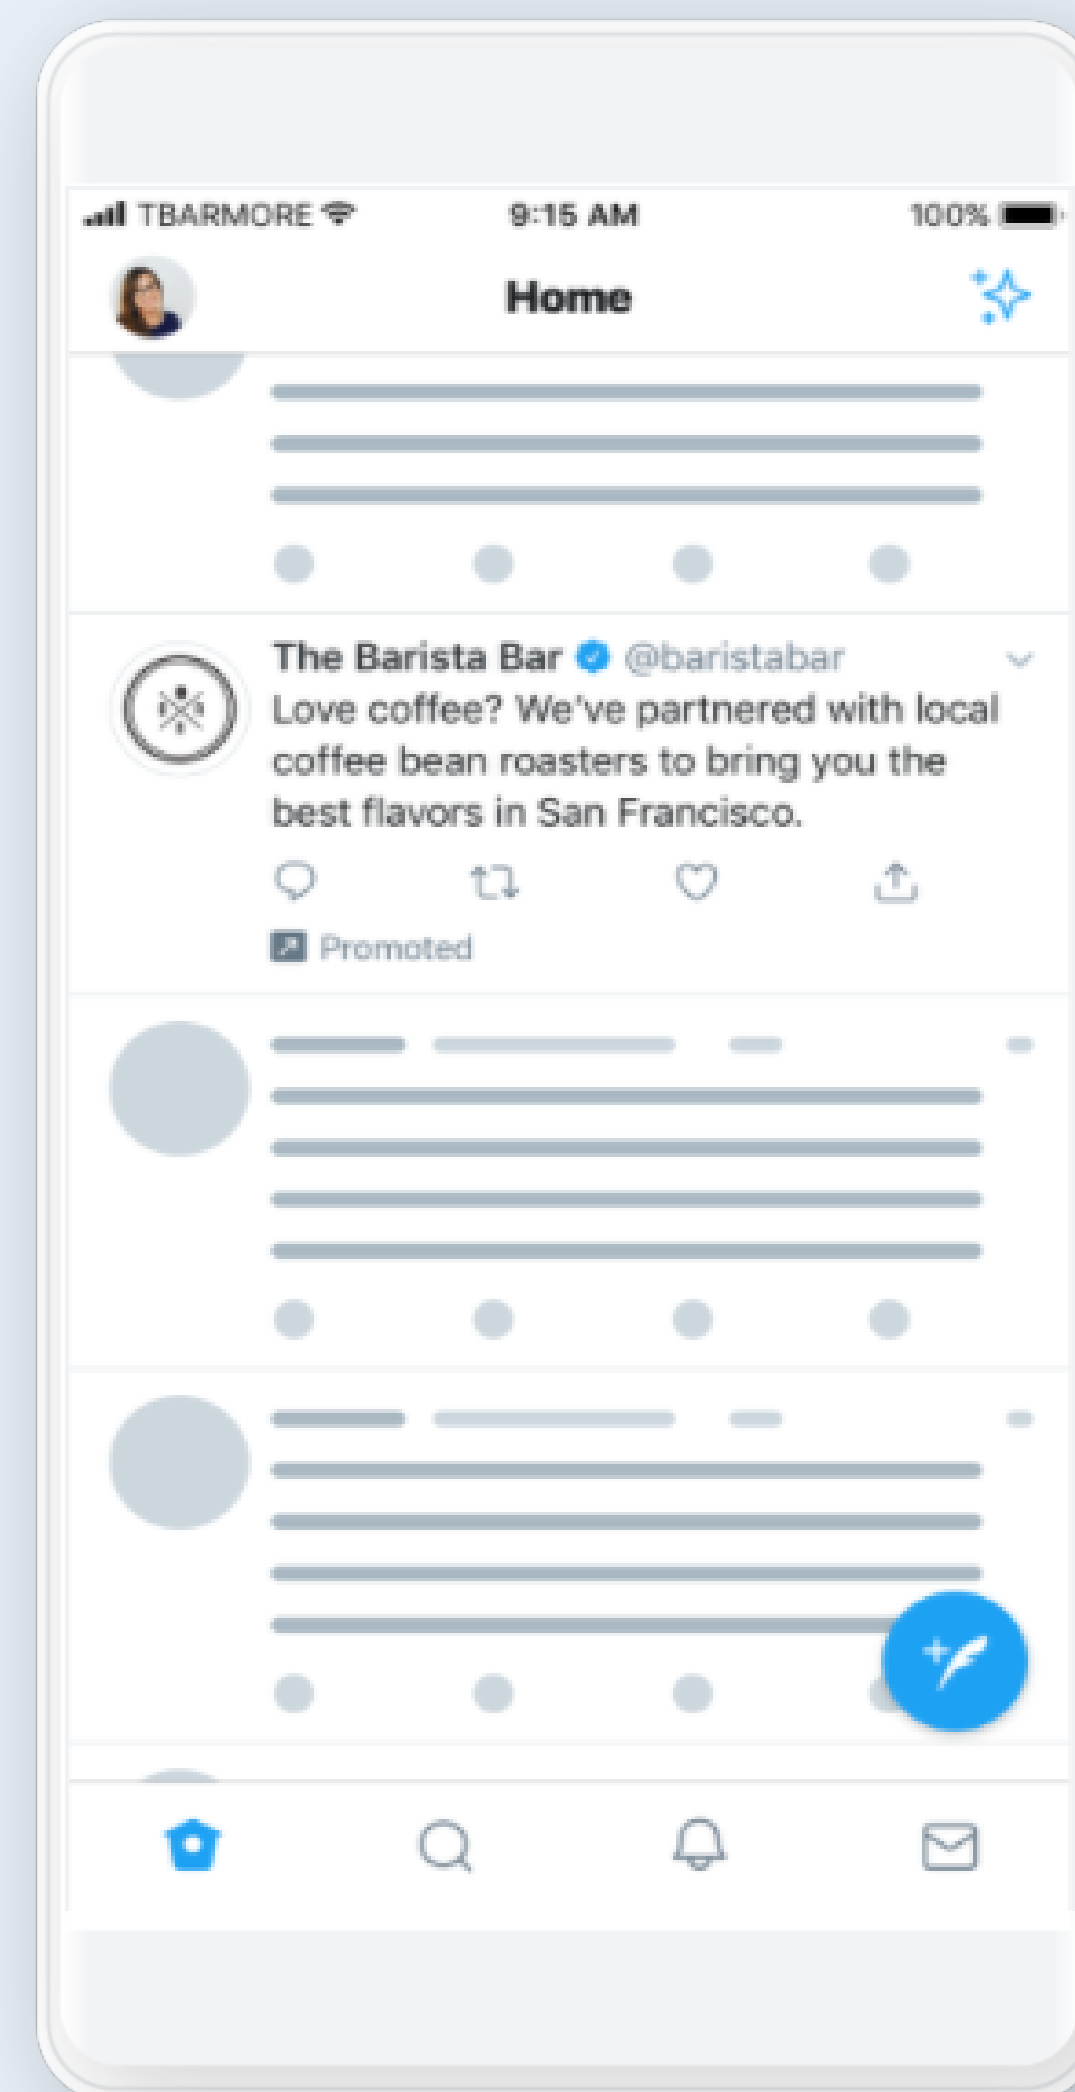 TBARMORE 9:15 AM 100%
Home
The Barista Bar @baristabar
Love coffee? We've partnered with local
coffee bean roasters to bring you the
best flavors in San Francisco.
Promoted